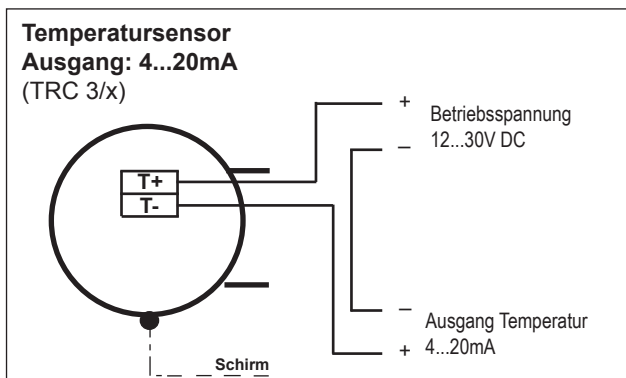 Temperatursensor
Ausgang: 4...20mA
(TRC 3/x)
+
Betriebsspannung
12...30V DC
–
T+
T-
–
Ausgang Temperatur
+
4...20mA
Schirm